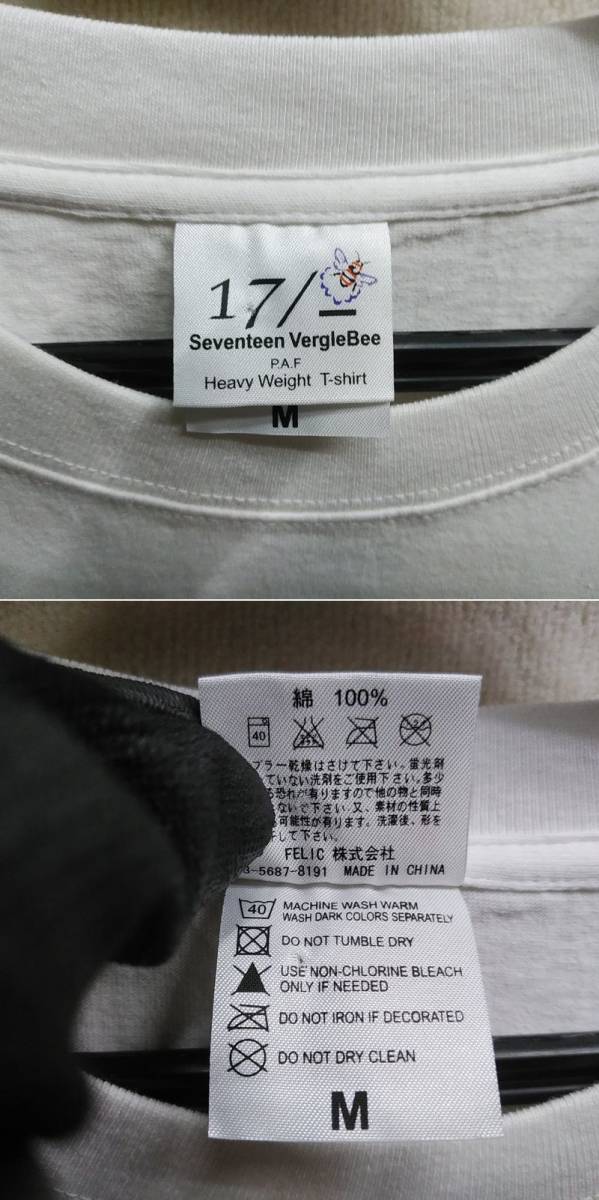 17/_
Seventeen VergleBee
P.A.F
Heavy Weight T-shirt
M
綿 100%
40
ブラー乾燥はさけて下さい。蛍光剤
ていない洗剤をご使用下さい。多少
る恐れが有りますので他の物と同時
ないで下さい。又、素材の性質上
可能性が有ります。洗濯後、形を
して下さい。
FELIC 株式会社
3-5687-8191 MADE IN CHINA
40 MACHINE WASH WARM
WASH DARK COLORS SEPARATELY
DO NOT TUMBLE DRY
USE NON-CHLORINE BLEACH
ONLY IF NEEDED
DO NOT IRON IF DECORATED
DO NOT DRY CLEAN
M